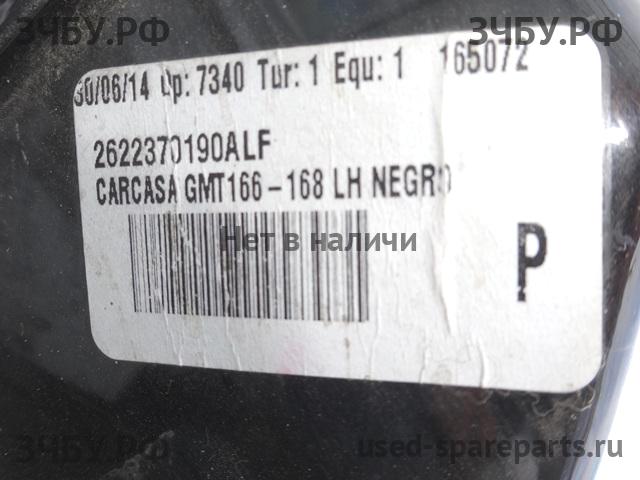 ЗЧБУ.РФ ЗЧБУ.РФ
30/06/14 Op: 7340 Tur: 1 Equ: 1 165072
2622370190ALF
CARCASA GMT166-168 LH NEGRO
Нет в наличи
P
ЗЧБУ.РФ
used-spareparts.ru